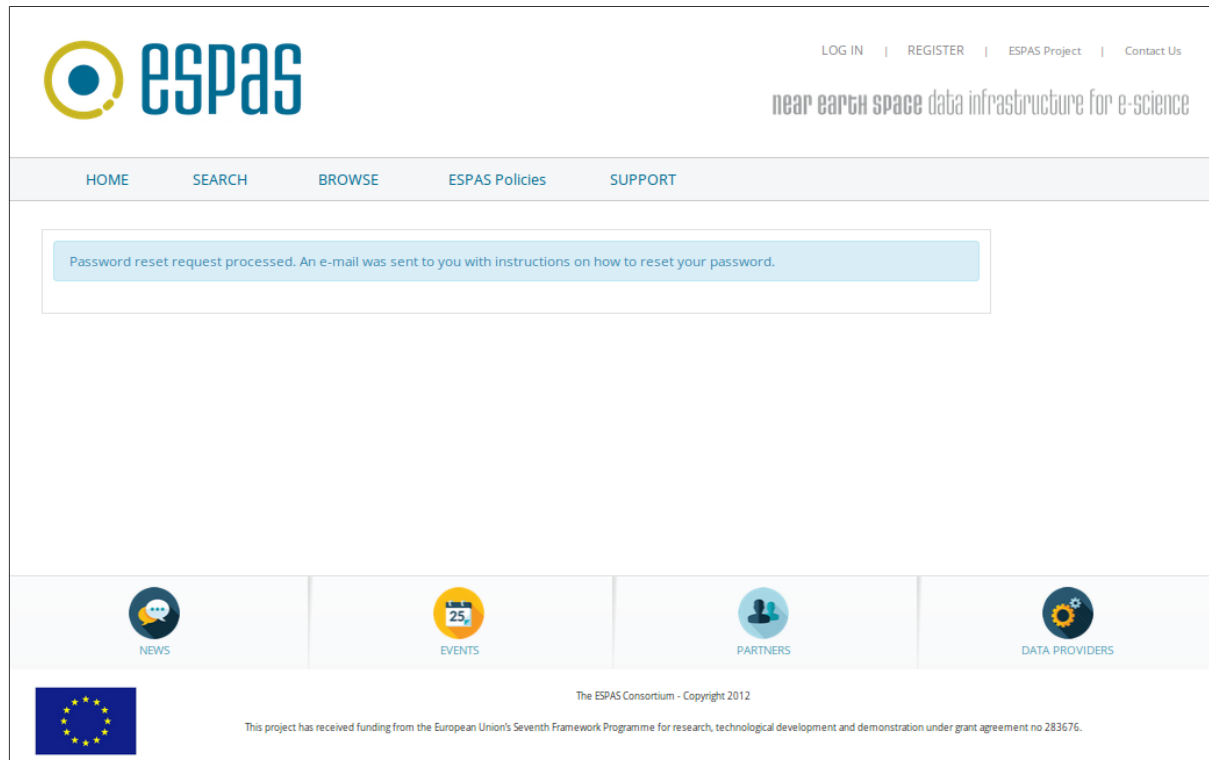 espas
LOG IN | REGISTER | ESPAS Project | Contact Us
near earth space data infrastructure for e-science
HOME SEARCH BROWSE ESPAS Policies SUPPORT
Password reset request processed. An e-mail was sent to you with instructions on how to reset your password.
25
NEWS EVENTS PARTNERS DATA PROVIDERS
The ESPAS Consortium - Copyright 2012
This project has received funding from the European Union's Seventh Framework Programme for research, technological development and demonstration under grant agreement no 283676.